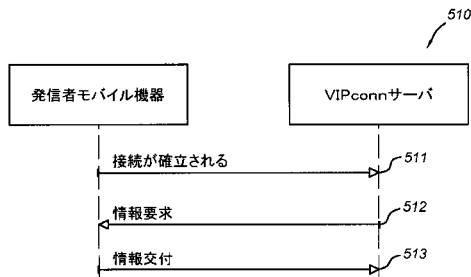 510
発信者モバイル機器
VIPconnサーバ
接続が確立される
511
情報要求
512
情報交付
513